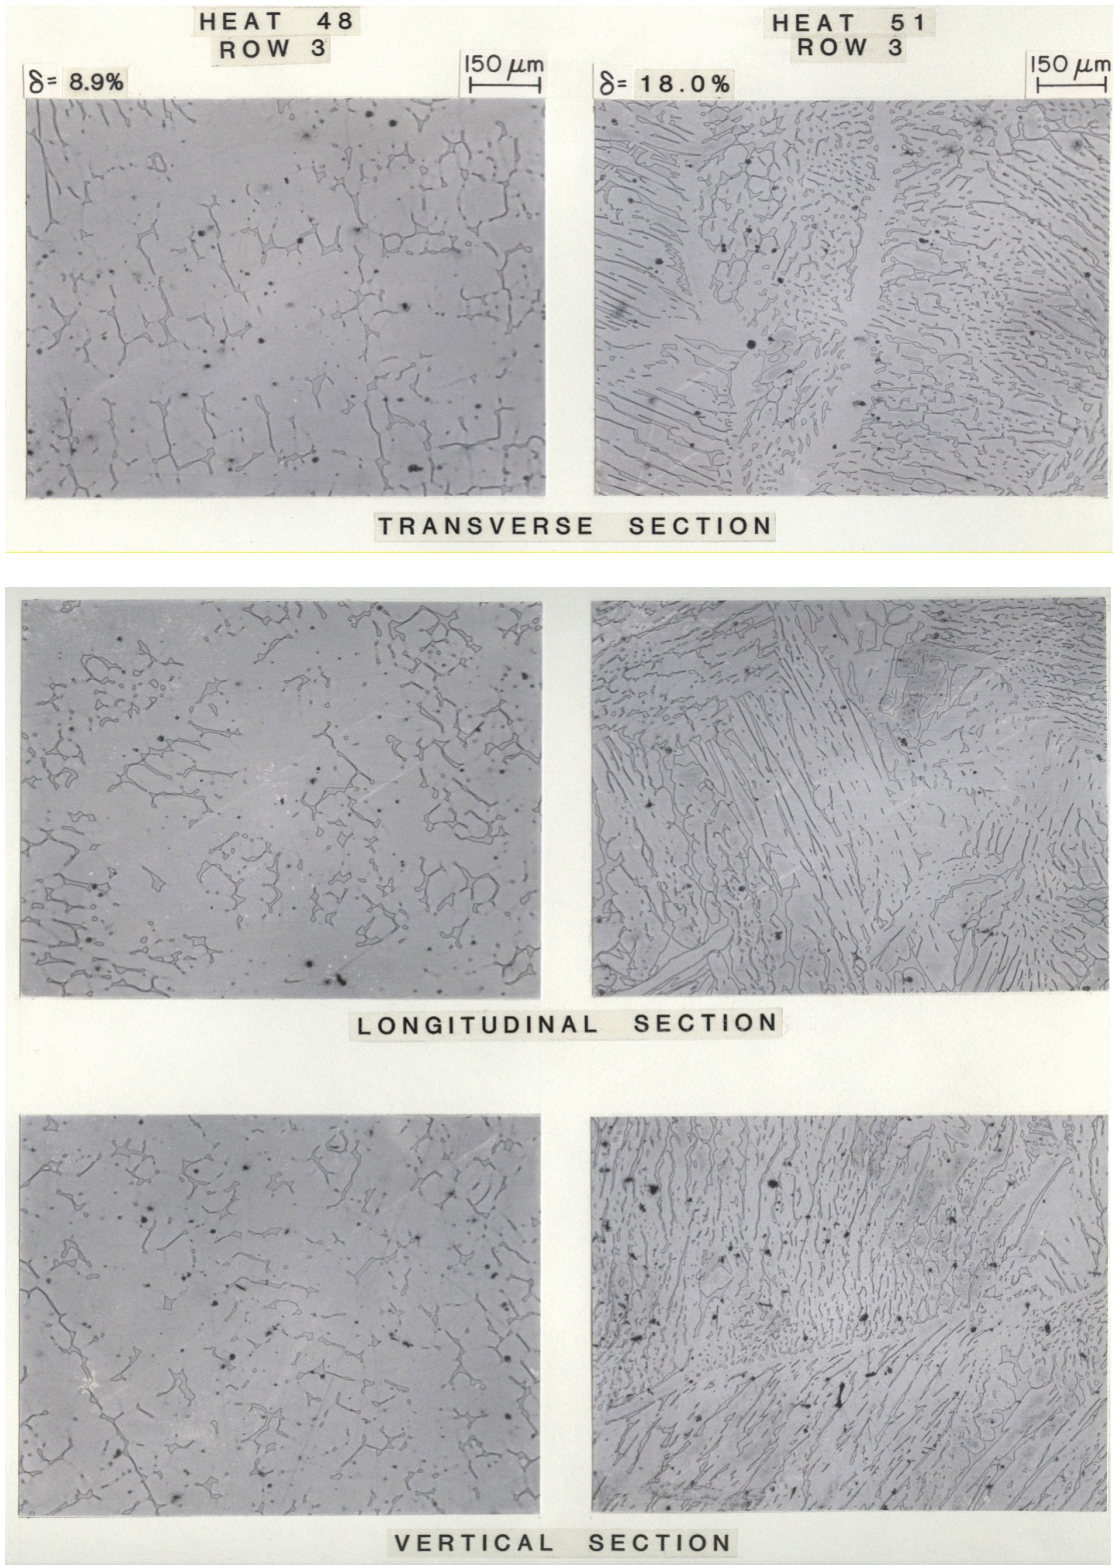 HEAT 48
ROW 3
δ= 8.9%
150 μm
HEAT 51
ROW 3
δ= 18.0%
150 μm
TRANSVERSE SECTION
LONGITUDINAL SECTION
VERTICAL SECTION